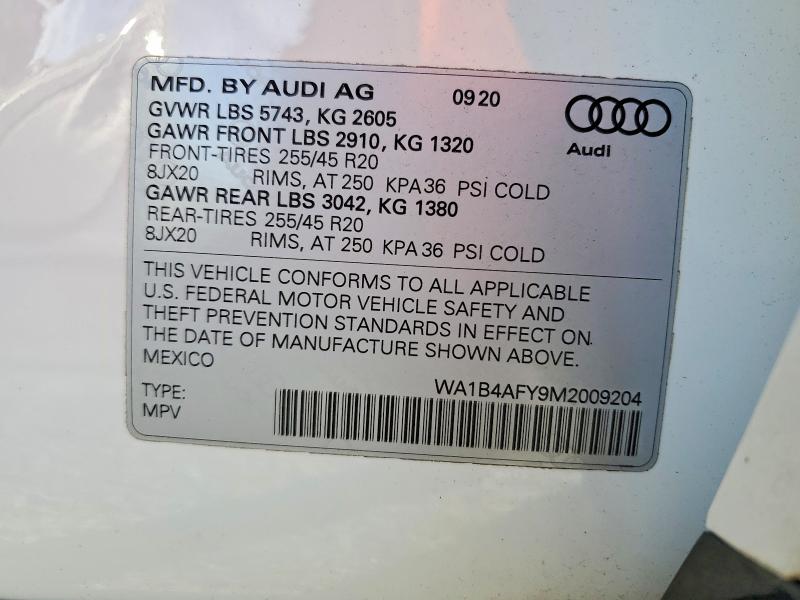 MFD. BY AUDI AG 0920
GVWR LBS 5743, KG 2605
GAWR FRONT LBS 2910, KG 1320
FRONT-TIRES 255/45 R20
8JX20 RIMS, AT 250 KPA 36 PSI COLD
GAWR REAR LBS 3042, KG 1380
REAR-TIRES 255/45 R20
8JX20 RIMS, AT 250 KPA 36 PSI COLD
Audi
THIS VEHICLE CONFORMS TO ALL APPLICABLE
U.S. FEDERAL MOTOR VEHICLE SAFETY AND
THEFT PREVENTION STANDARDS IN EFFECT ON
THE DATE OF MANUFACTURE SHOWN ABOVE.
MEXICO
TYPE: WA1B4AFY9M2009204
MPV